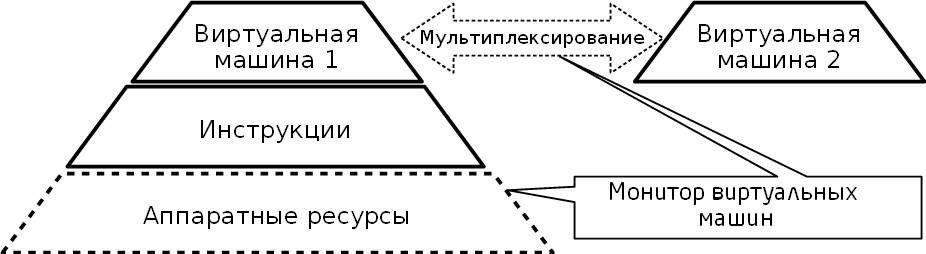 Виртуальная
машина 1
Мультиплексирование
Виртуальная
машина 2
Инструкции
Аппаратные ресурсы
Монитор виртуальных
машин